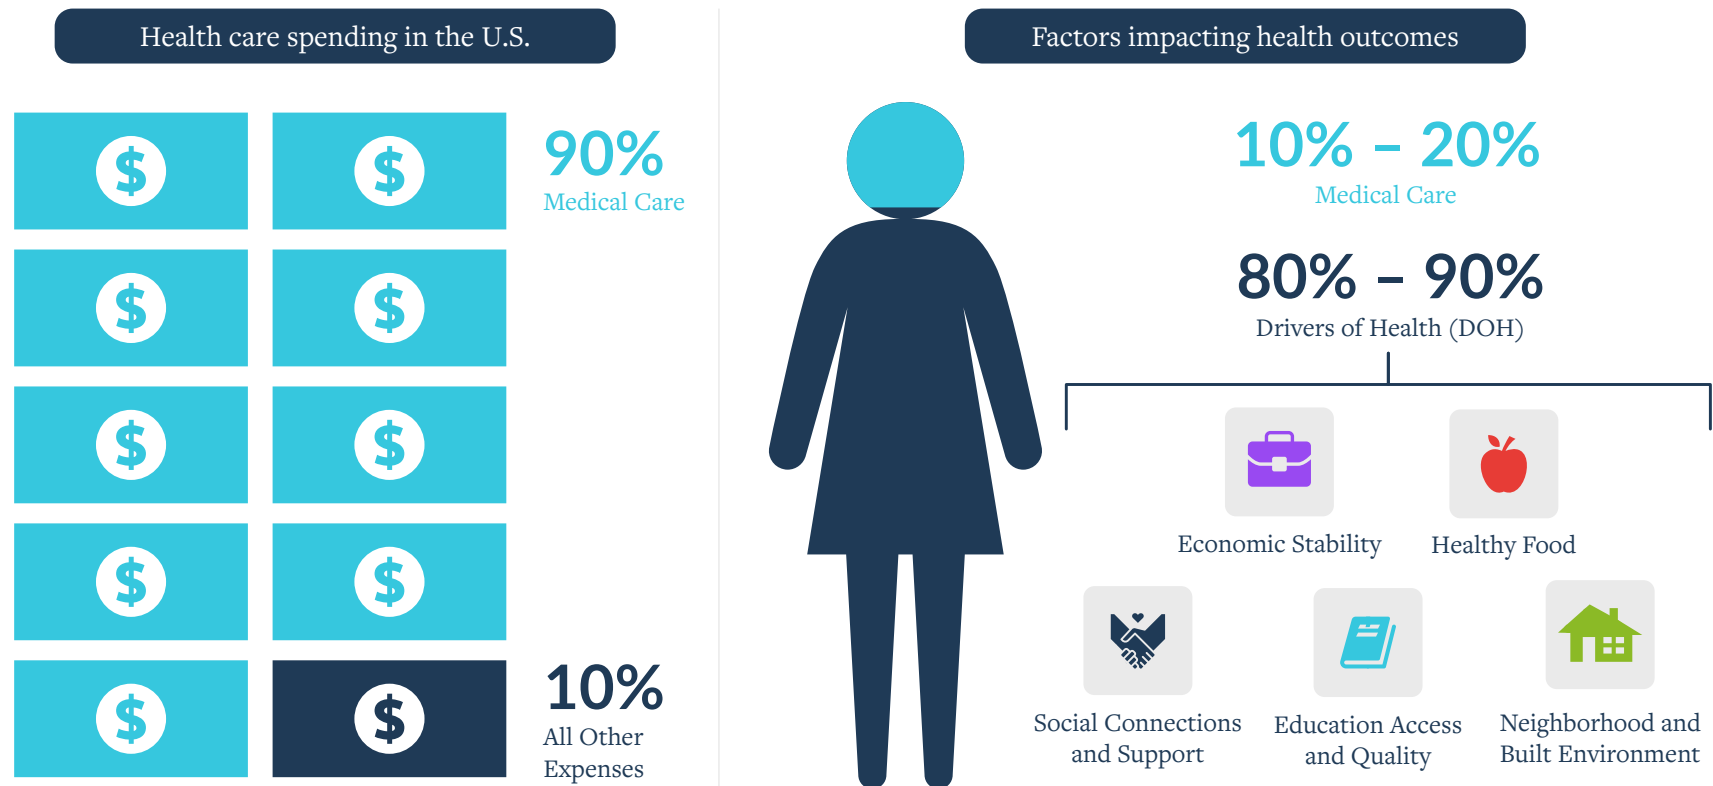 Health care spending in the U.S.
$ $
90%
Medical Care
$ $
$ $
$ $
$ $
10%
All Other
Expenses
Factors impacting health outcomes
10% – 20%
Medical Care
80% – 90%
Drivers of Health (DOH)
Economic Stability
Healthy Food
Social Connections
and Support
Education Access
and Quality
Neighborhood and
Built Environment